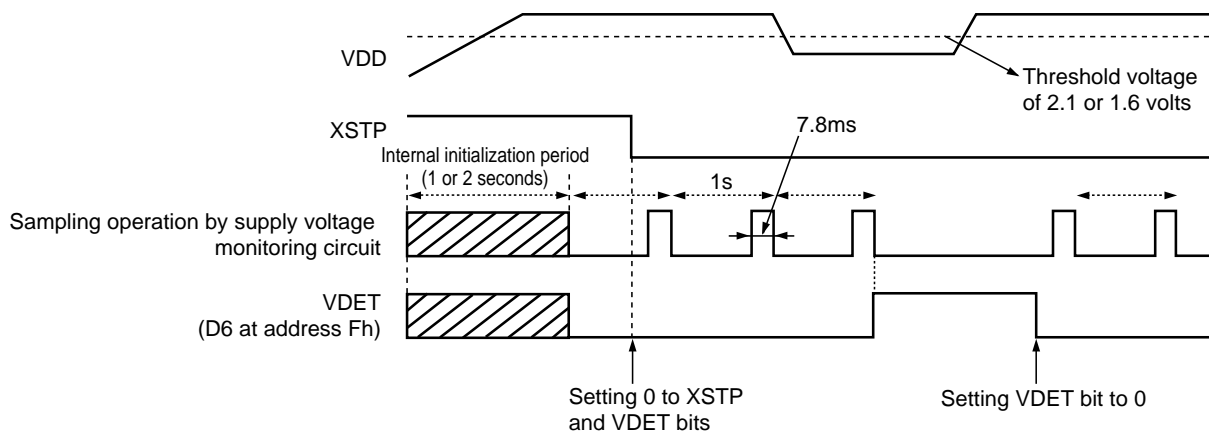 VDD
Threshold voltage
of 2.1 or 1.6 volts
XSTP
7.8ms
Internal initialization period
(1 or 2 seconds)
1s
Sampling operation by supply voltage
monitoring circuit
VDET
(D6 at address Fh)
Setting 0 to XSTP
and VDET bits
Setting VDET bit to 0